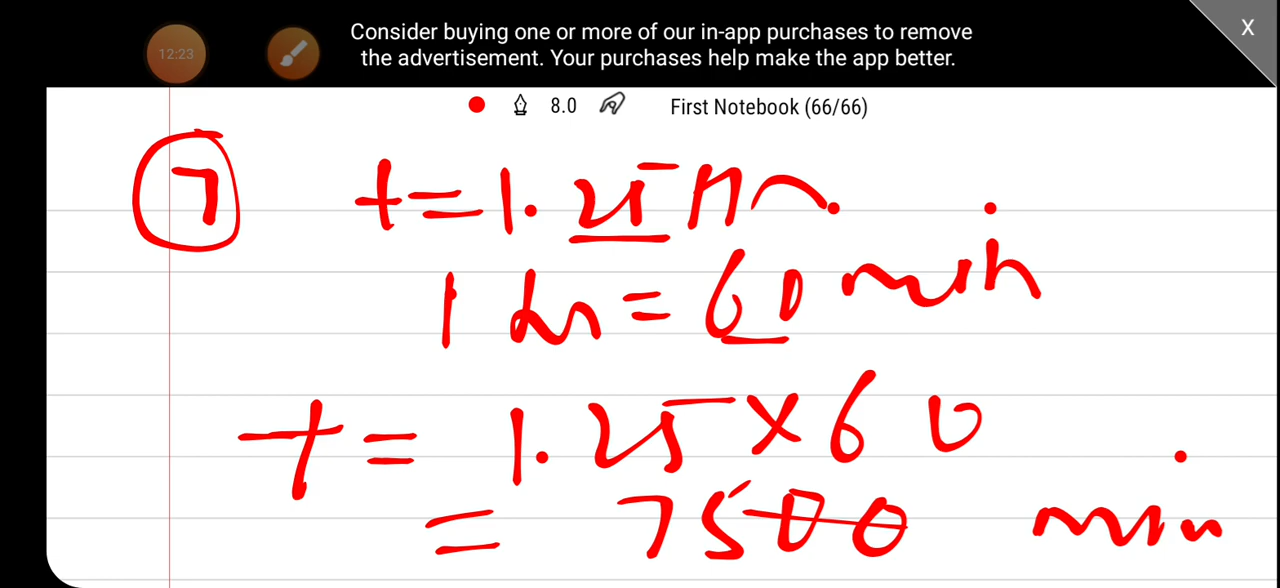 Consider buying one or more of our in-app purchases to remove
the advertisement. Your purchases help make the app better.
X
12:23
8.0 First Notebook (66/66)
7 t = 1.25 hr.
1 hr = 60 min
t = 1.25 × 60
= 7500 min